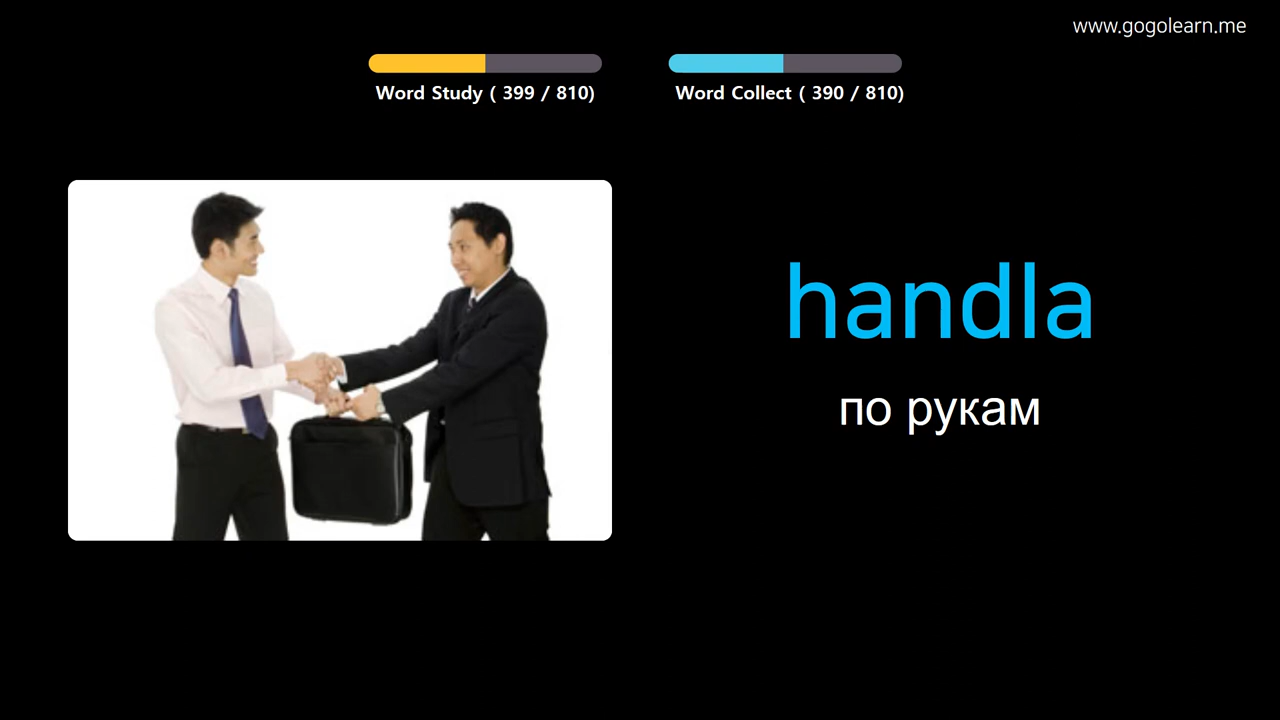 www.gogolearn.me
Word Study ( 399 / 810)
Word Collect ( 390 / 810)
handla
по рукам